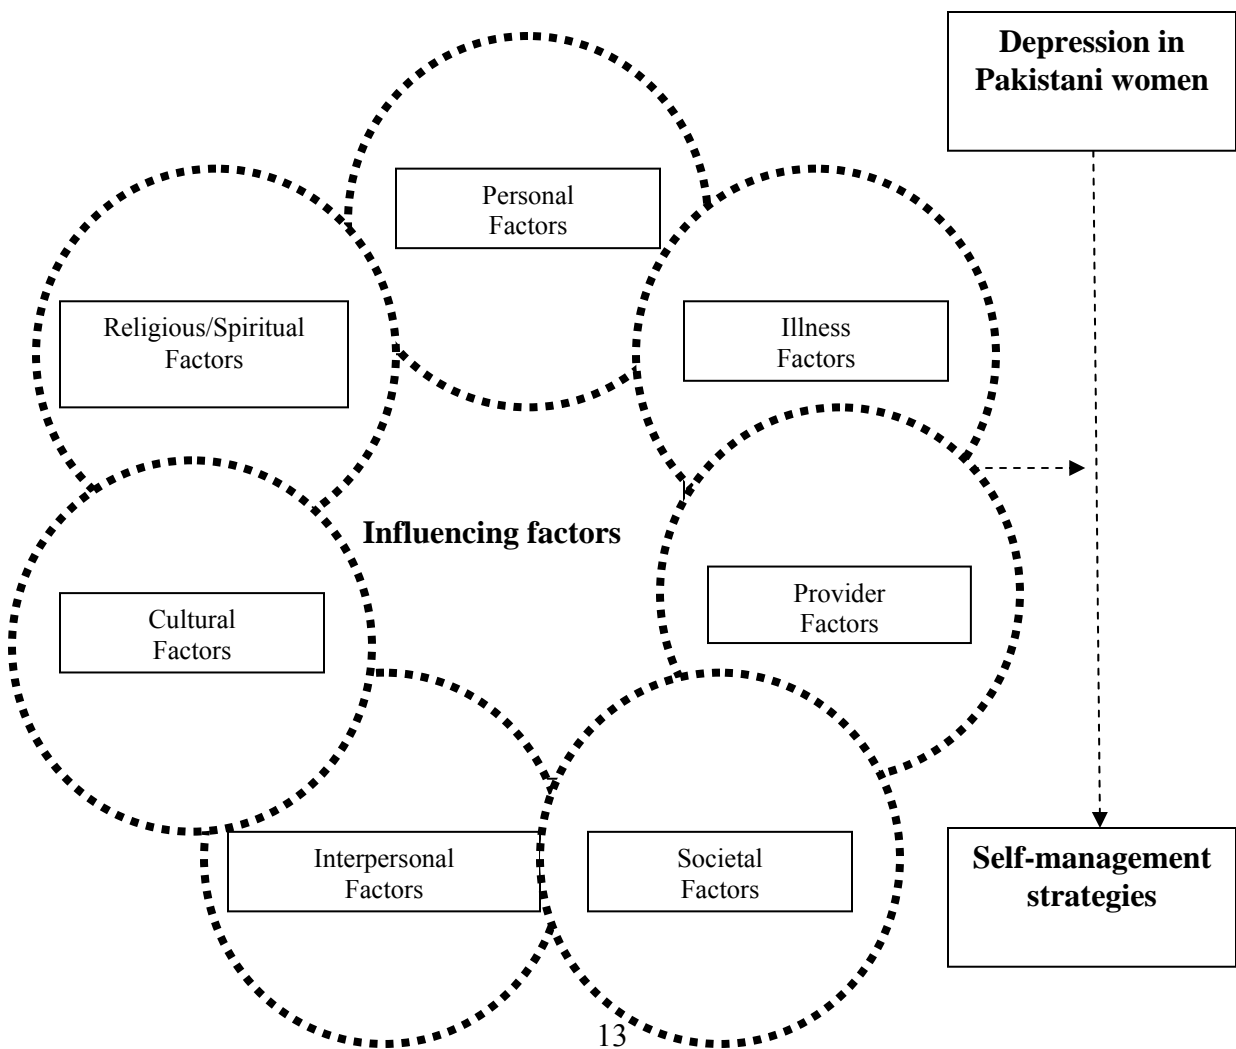 Depression in
Pakistani women
Personal
Factors
Religious/Spiritual
Factors
Illness
Factors
Influencing factors
Cultural
Factors
Provider
Factors
Interpersonal
Factors
Societal
Factors
Self-management
strategies
13